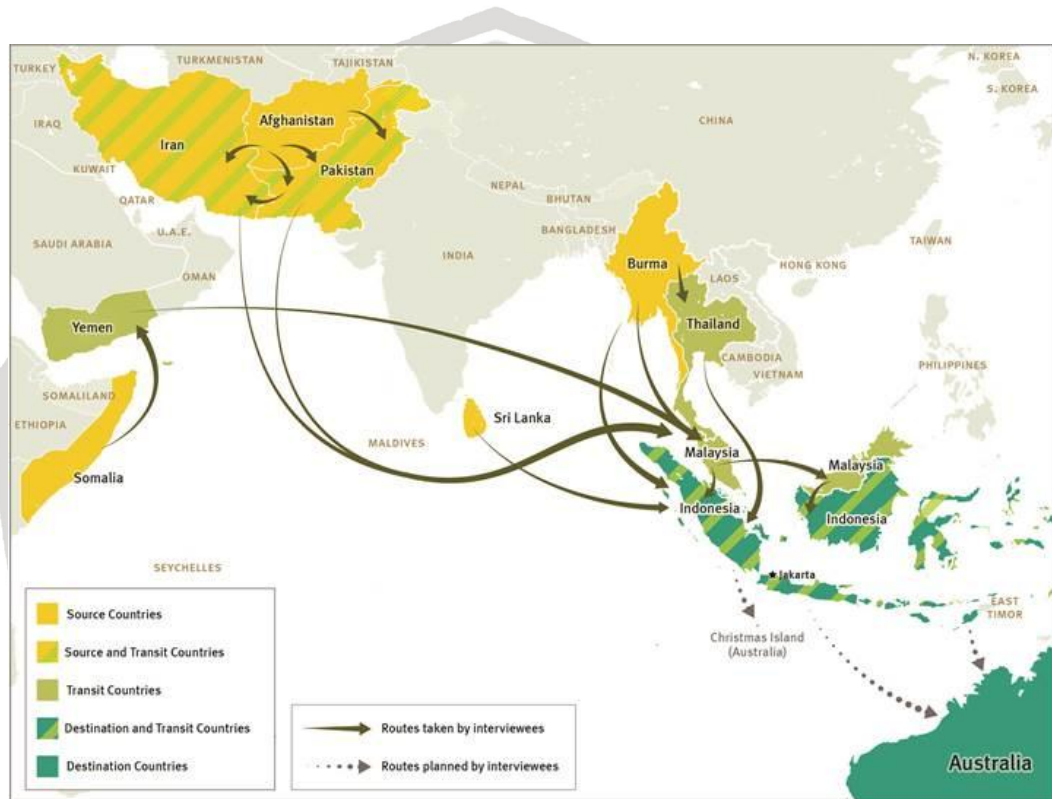 TURKEY
TURKMENISTAN
TAJIKISTAN
N. KOREA
S. KOREA
IRAQ
Afghanistan
CHINA
Iran
Pakistan
KUWAIT
NEPAL
BHUTAN
QATAR
BANGLADESH
U.A.E.
TAIWAN
SAUDI ARABIA
INDIA
Burma
HONG KONG
OMAN
LAOS
Yemen
Thailand
CAMBODIA
VIETNAM
PHILIPPINES
SOMALILAND
ETHIOPIA
Sri Lanka
MALDIVES
Malaysia
Malaysia
Somalia
Indonesia
Indonesia
SEYCHELLES
Jakarta
EAST
TIMOR
Christmas Island
(Australia)
Source Countries
Source and Transit Countries
Transit Countries
Destination and Transit Countries
Destination Countries
Routes taken by interviewees
Routes planned by interviewees
Australia